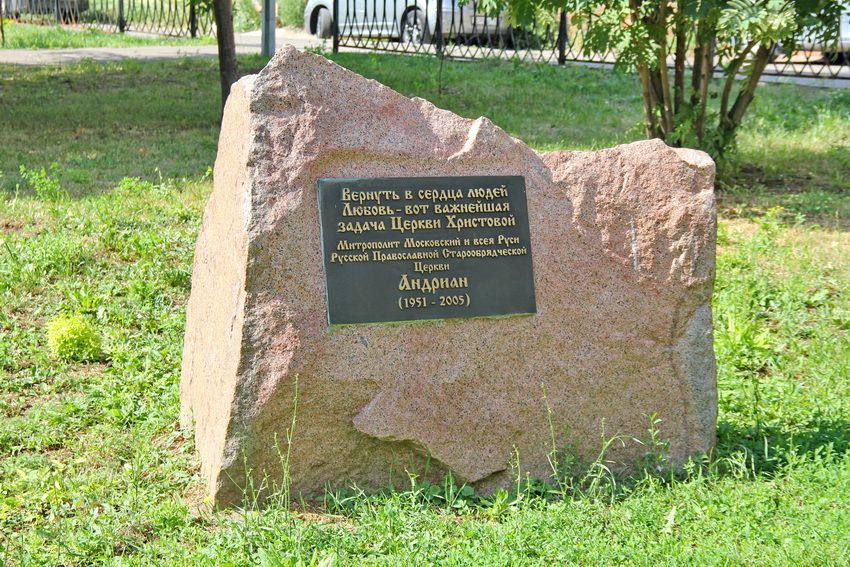 Вернуть в сердца людей
Любовь - вот важнейшая
задача Церкви Христовой
Митрополит Московский и всея Руси
Русской Православной Старообрядческой
Церкви
Андриан
(1951 - 2005)